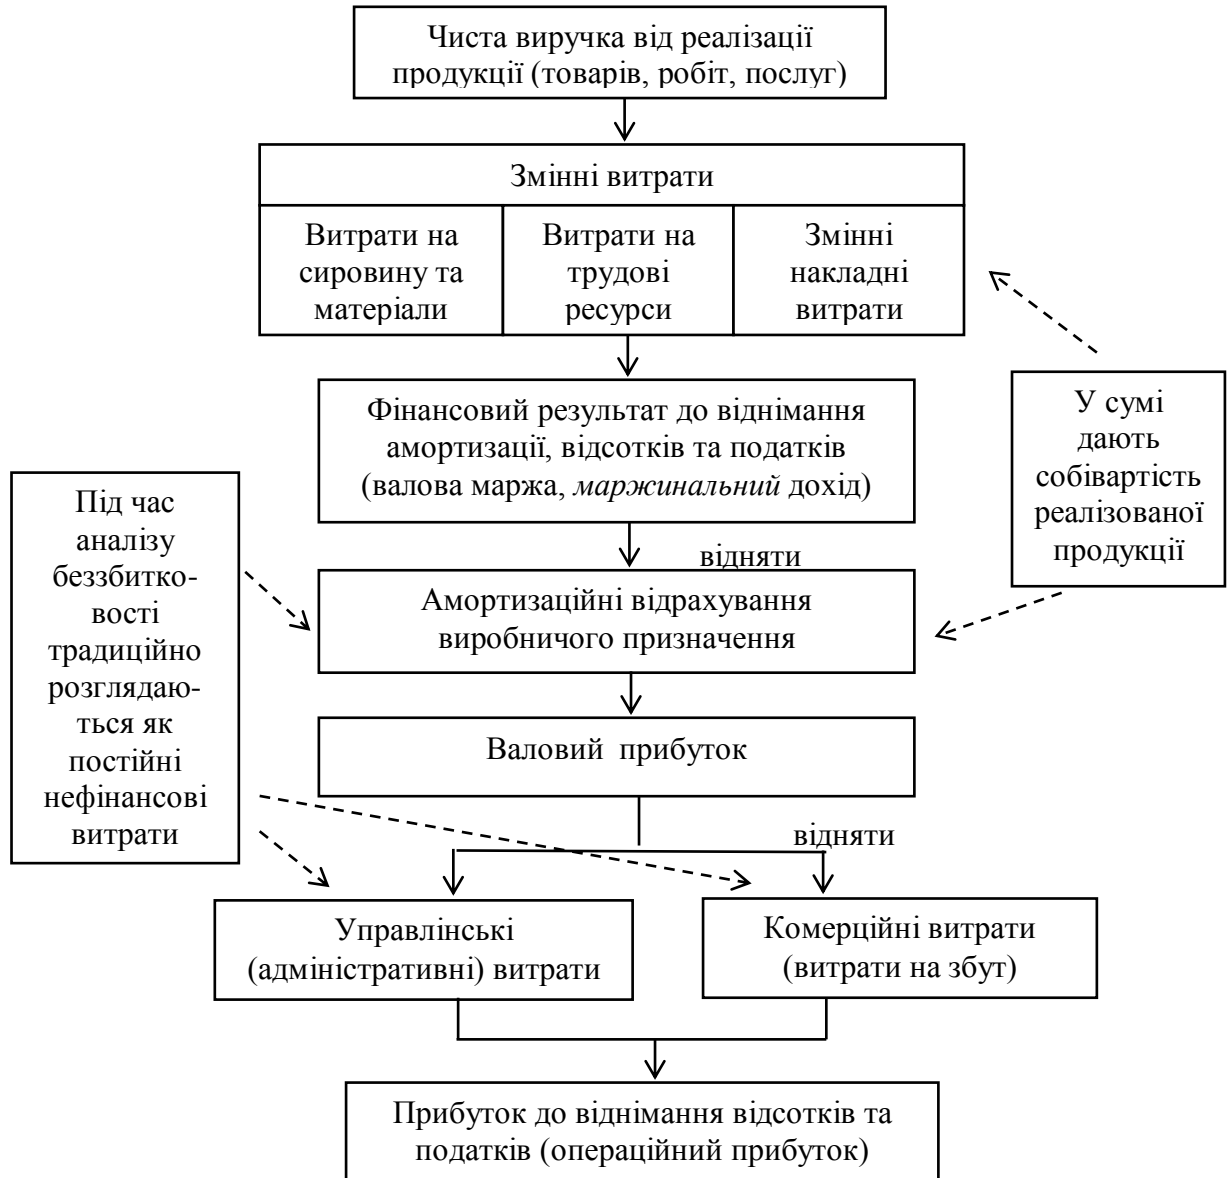 Чиста виручка від реалізації
продукції (товарів, робіт, послуг)
Змінні витрати
Витрати на
сировину та
матеріали
Витрати на
трудові
ресурси
Змінні
накладні
витрати
Фінансовий результат до віднімання
амортизації, відсотків та податків
(валова маржа, маржинальний дохід)
У сумі
дають
собівартість
реалізованої
продукції
Під час
аналізу
беззбитко-
вості
традиційно
розглядаю-
ться як
постійні
нефінансові
витрати
відняти
Амортизаційні відрахування
виробничого призначення
Валовий прибуток
відняти
Управлінські
(адміністративні) витрати
Комерційні витрати
(витрати на збут)
Прибуток до віднімання відсотків та
податків (операційний прибуток)